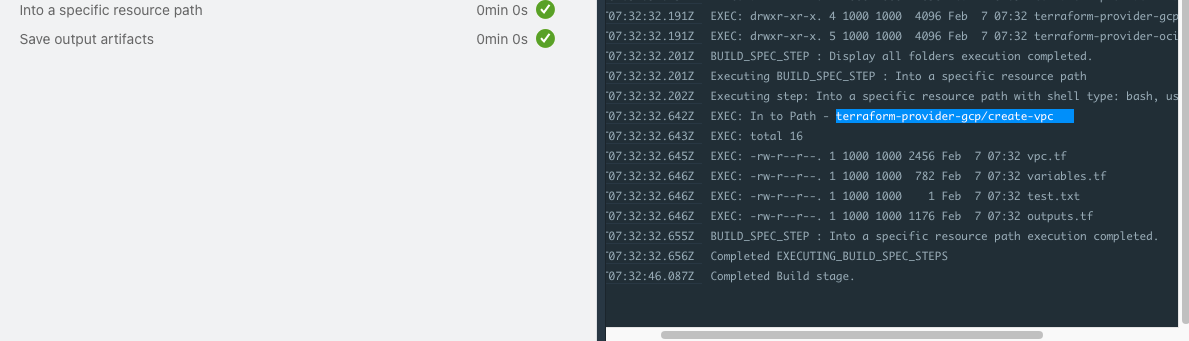 Into a specific resource path 0min 0s
Save output artifacts 0min 0s
07:32:32.191Z EXEC: drwxr-xr-x. 4 1000 1000 4096 Feb 7 07:32 terraform-provider-gcp
07:32:32.191Z EXEC: drwxr-xr-x. 5 1000 1000 4096 Feb 7 07:32 terraform-provider-oci
07:32:32.201Z BUILD_SPEC_STEP : Display all folders execution completed.
07:32:32.201Z Executing BUILD_SPEC_STEP : Into a specific resource path
07:32:32.202Z Executing step: Into a specific resource path with shell type: bash, us
07:32:32.642Z EXEC: In to Path - terraform-provider-gcp/create-vpc
07:32:32.643Z EXEC: total 16
07:32:32.645Z EXEC: -rw-r--r--. 1 1000 1000 2456 Feb 7 07:32 vpc.tf
07:32:32.646Z EXEC: -rw-r--r--. 1 1000 1000 782 Feb 7 07:32 variables.tf
07:32:32.646Z EXEC: -rw-r--r--. 1 1000 1000 1 Feb 7 07:32 test.txt
07:32:32.646Z EXEC: -rw-r--r--. 1 1000 1000 1176 Feb 7 07:32 outputs.tf
07:32:32.655Z BUILD_SPEC_STEP : Into a specific resource path execution completed.
07:32:32.656Z Completed EXECUTING_BUILD_SPEC_STEPS
07:32:46.087Z Completed Build stage.